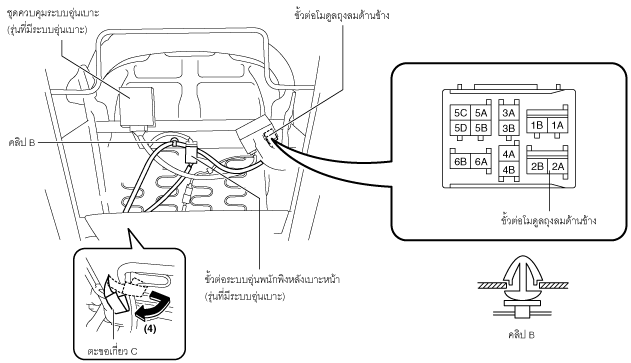 ชุดควบคุมระบบอุ่นเบาะ
(รุ่นที่มีระบบอุ่นเบาะ)
ขั้วต่อโมดูลถุงลมด้านข้าง
คลิป B
5C 5A 3A
5D 5B 3B 1B 1A
6B 6A 4A
4B 2B 2A
ขั้วต่อโมดูลถุงลมด้านข้าง
ขั้วต่อระบบอุ่นพนักพิงหลังเบาะหน้า
(รุ่นที่มีระบบอุ่นเบาะ)
(4)
ตะขอเกี่ยว C
คลิป B